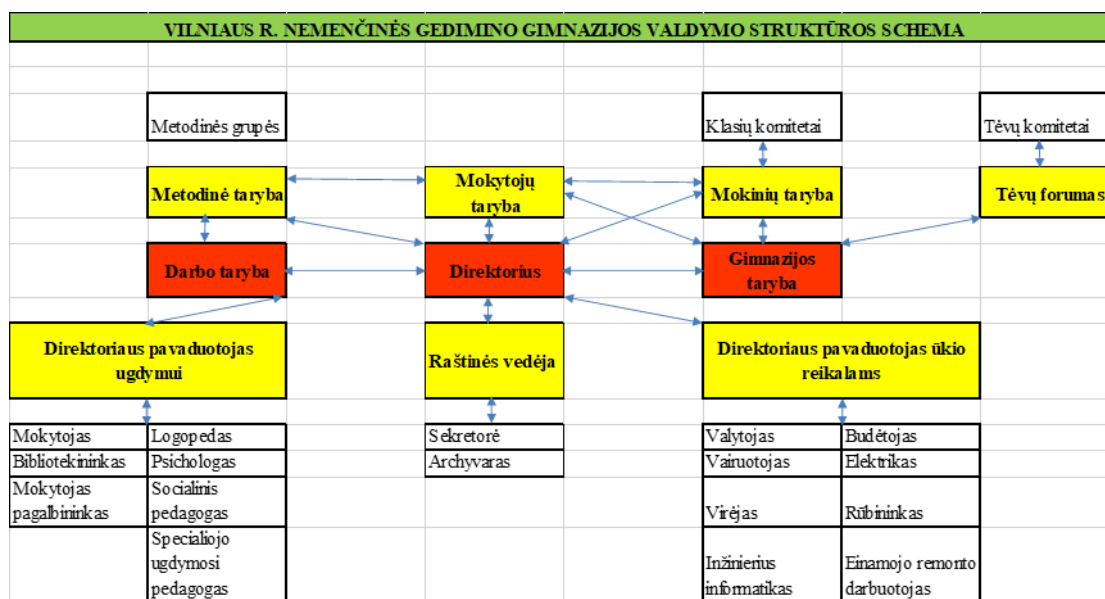 VILNIAUS R. NEMENČINĖS GEDIMINO GIMNAZIJOS VALDYMO STRUKTŪROS SCHEMA
Metodinės grupės
Klasių komitetai
Tėvų komitetai
Metodinė taryba
Mokytojų
taryba
Mokinių taryba
Tėvų forumas
Darbo taryba
Direktorius
Gimnazijos
taryba
Direktoriaus pavaduotojas
ugdymui
Raštinės vedėja
Direktoriaus pavaduotojas ūkio
reikalams
Mokytojas
Logopedas
Sekretorė
Valytojas
Budėtojas
Bibliotekininkas
Psichologas
Archyvaras
Vairuotojas
Elektrikas
Mokytojas
pagalbininkas
Socialinis
pedagogas
Virėjas
Rūbininkas
Specialiojo
ugdymosi
pedagogas
Inžinierius
informatikas
Einamojo remonto
darbuotojas